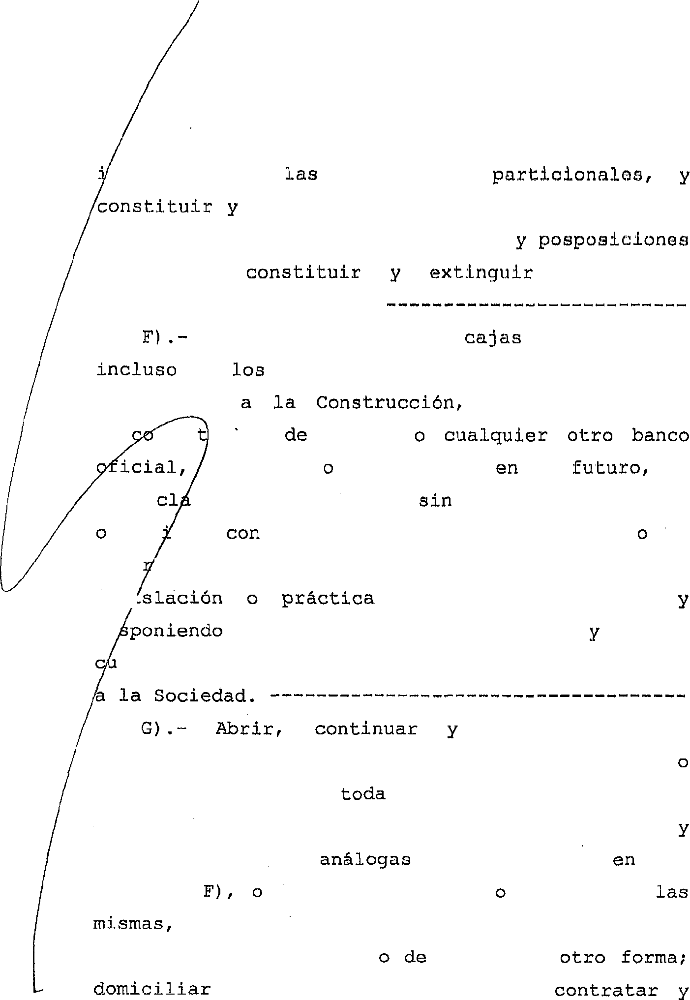 i las particionales, y
constituir y
y posposiciones
constituir y extinguir
--------------------------
F).- cajas
incluso los
a la Construcción,
co t de o cualquier otro banco
oficial, o en futuro,
cla sin
o i con o
r
slación o práctica y
sponiendo y
cu
a la Sociedad. ------------------------------------
G).- Abrir, continuar y
o
toda
y
análogas en
F), o o las
mismas,
o de otro forma;
domiciliar contratar y